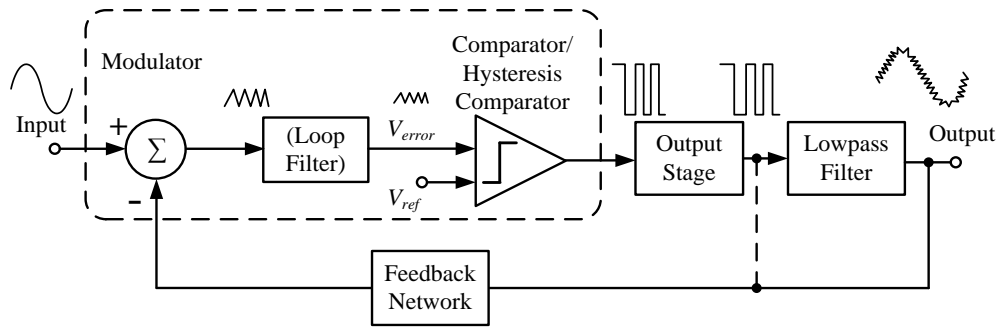 Modulator
Comparator/
Hysteresis
Comparator
Input
+
Σ
-
(Loop
Filter)
V_error
V_ref
Output
Stage
Lowpass
Filter
Output
Feedback
Network